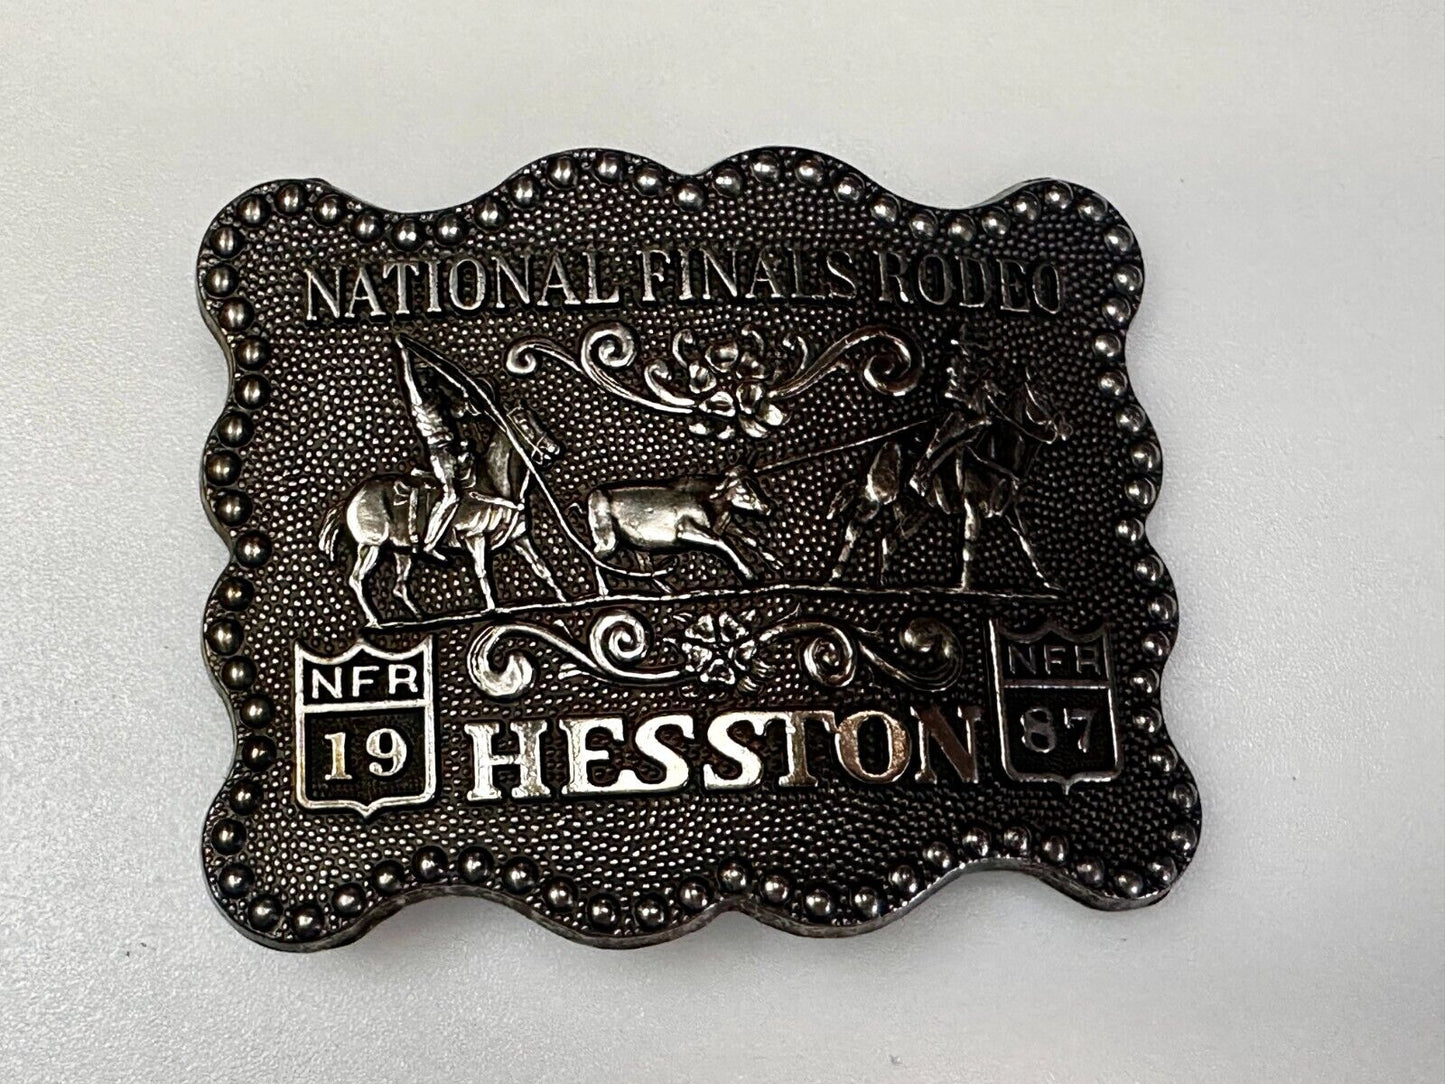 NATIONAL FINALS RODEO
NFR
19
HESSTON
NFR
87